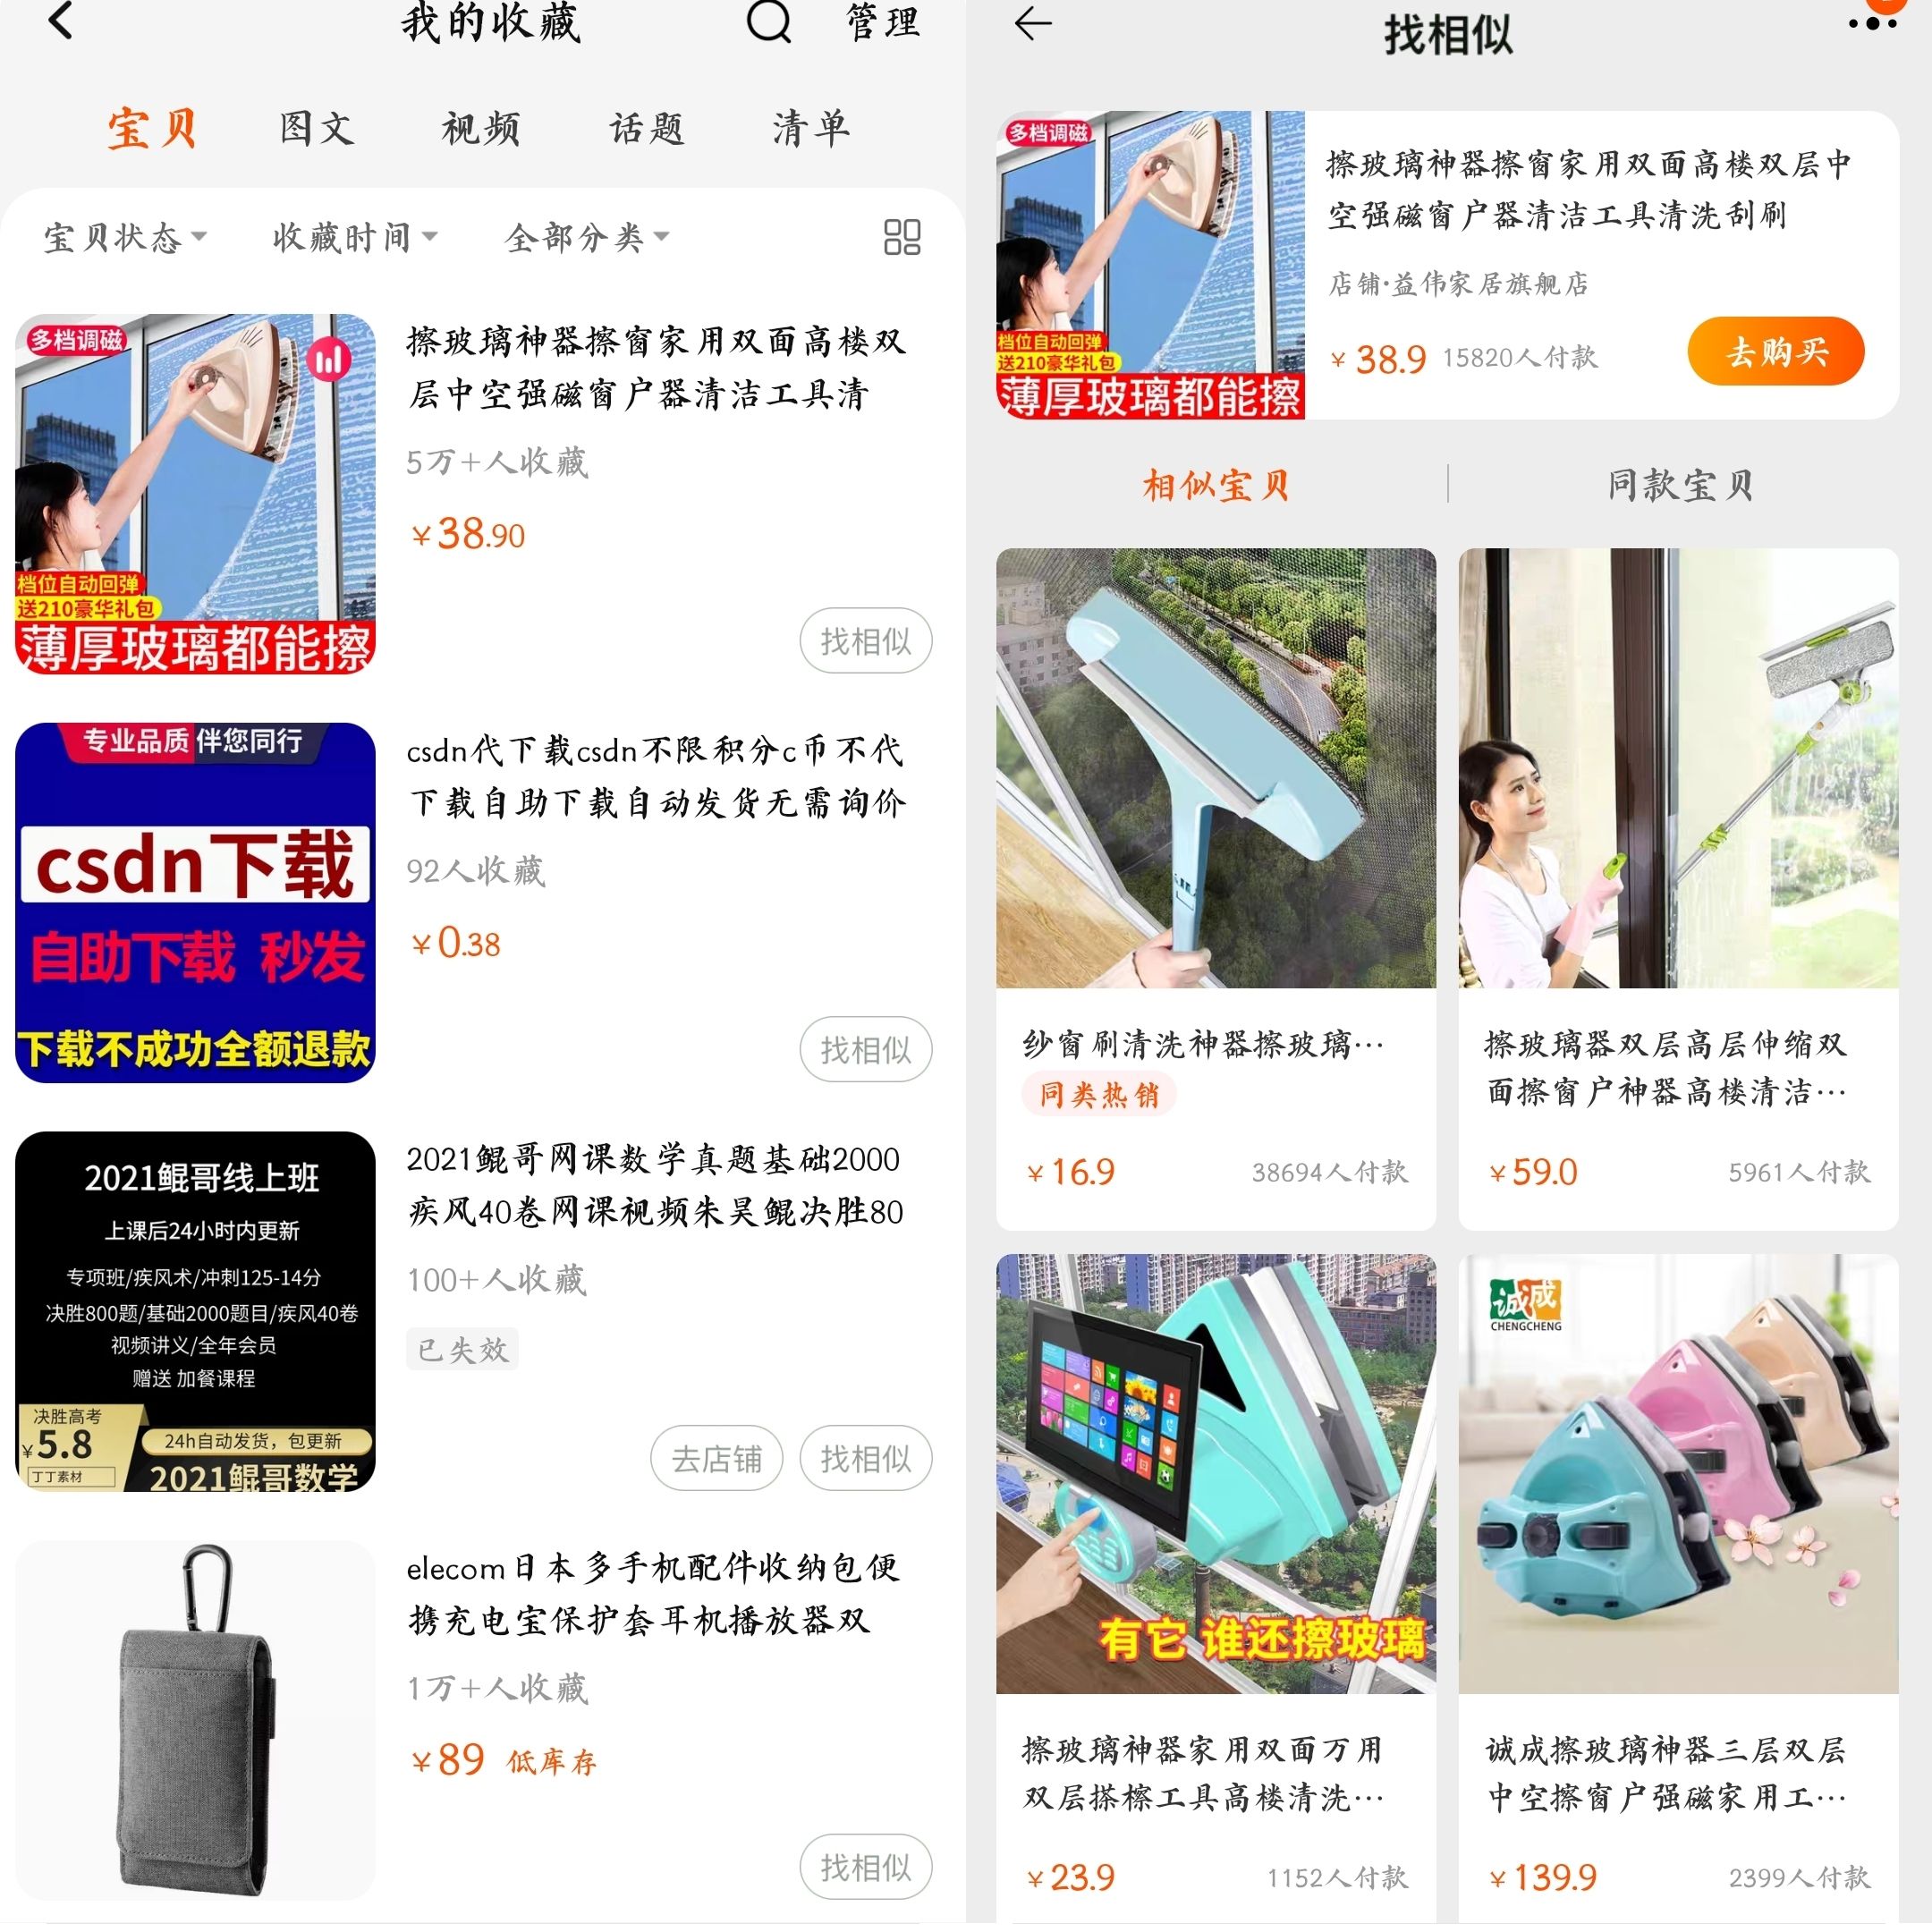 我的收藏
管理
宝贝
图文
视频
话题
清单
宝贝状态
收藏时间
全部分类
多档调磁
档位自动回弹
送210豪华礼包
薄厚玻璃都能擦
擦玻璃神器擦窗家用双面高楼双
层中空强磁窗户器清洁工具清
5万+人收藏
¥38.90
找相似
专业品质 伴您同行
csdn下载
自助下载 秒发
下载不成功全额退款
csdn代下载csdn不限积分c币不代
下载自助下载自动发货无需询价
92人收藏
¥0.38
找相似
2021鲲哥线上班
上课后24小时内更新
专项班/疾风术/冲刺125-14分
决胜800题/基础2000题目/疾风40卷
视频讲义/全年会员
赠送 加餐课程
决胜高考
¥5.8
丁丁素材
24h自动发货，包更新
2021鲲哥数学
2021鲲哥网课数学真题基础2000
疾风40卷网课视频朱昊鲲决胜80
100+人收藏
已失效
去店铺
找相似
elecom日本多手机配件收纳包便
携充电宝保护套耳机播放器双
1万+人收藏
¥89 低库存
找相似
找相似
多档调磁
档位自动回弹
送210豪华礼包
薄厚玻璃都能擦
擦玻璃神器擦窗家用双面高楼双层中
空强磁窗户器清洁工具清洗刮刷
店铺·益伟家居旗舰店
¥ 38.9 15820人付款
去购买
相似宝贝
同款宝贝
纱窗刷清洗神器擦玻璃…
同类热销
¥16.9
38694人付款
擦玻璃器双层高层伸缩双
面擦窗户神器高楼清洁…
¥59.0
5961人付款
有它 谁还擦玻璃
擦玻璃神器家用双面万用
双层搽檫工具高楼清洗…
¥23.9
1152人付款
诚成
CHENGCHENG
诚成擦玻璃神器三层双层
中空擦窗户强磁家用工…
¥139.9
2399人付款